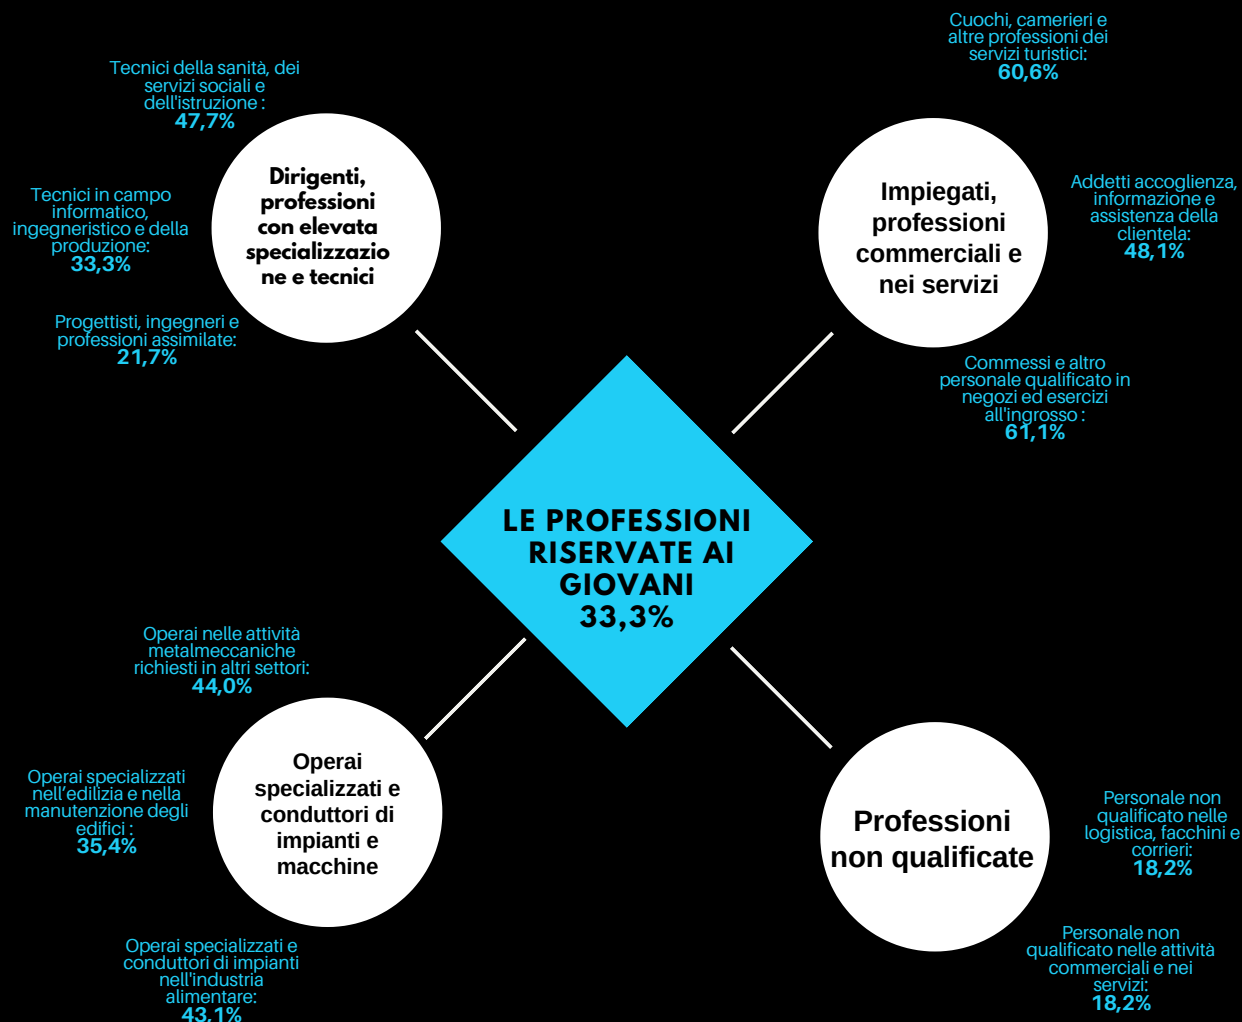 Tecnici della sanità, dei
servizi sociali e
dell'istruzione :
47,7%
Tecnici in campo
informatico,
ingegneristico e della
produzione:
33,3%
Progettisti, ingegneri e
professioni assimilate:
21,7%
Dirigenti,
professioni
con elevata
specializzazio
ne e tecnici
Cuochi, camerieri e
altre professioni dei
servizi turistici:
60,6%
Impiegati,
professioni
commerciali e
nei servizi
Addetti accoglienza,
informazione e
assistenza della
clientela:
48,1%
Commessi e altro
personale qualificato in
negozi ed esercizi
all'ingrosso :
61,1%
LE PROFESSIONI
RISERVATE AI
GIOVANI
33,3%
Operai nelle attività
metalmeccaniche
richiesti in altri settori:
44,0%
Operai specializzati
nell’edilizia e nella
manutenzione degli
edifici :
35,4%
Operai
specializzati e
conduttori di
impianti e
macchine
Operai specializzati e
conduttori di impianti
nell'industria
alimentare:
43,1%
Professioni
non qualificate
Personale non
qualificato nelle
logistica, facchini e
corrieri:
18,2%
Personale non
qualificato nelle attività
commerciali e nei
servizi:
18,2%